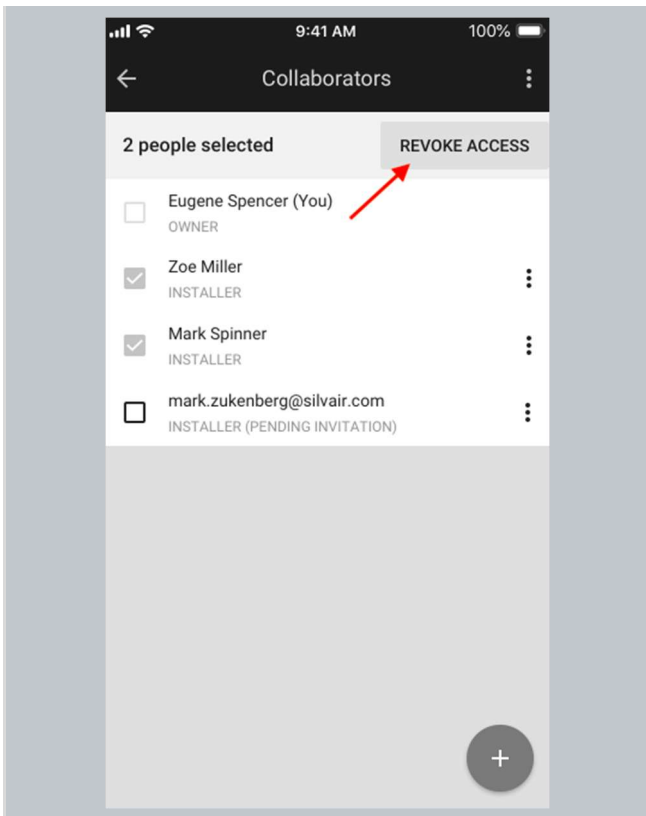 9:41 AM 100%
Collaborators
2 people selected REVOKE ACCESS
Eugene Spencer (You)
OWNER
Zoe Miller
INSTALLER
Mark Spinner
INSTALLER
mark.zukenberg@silvair.com
INSTALLER (PENDING INVITATION)
+